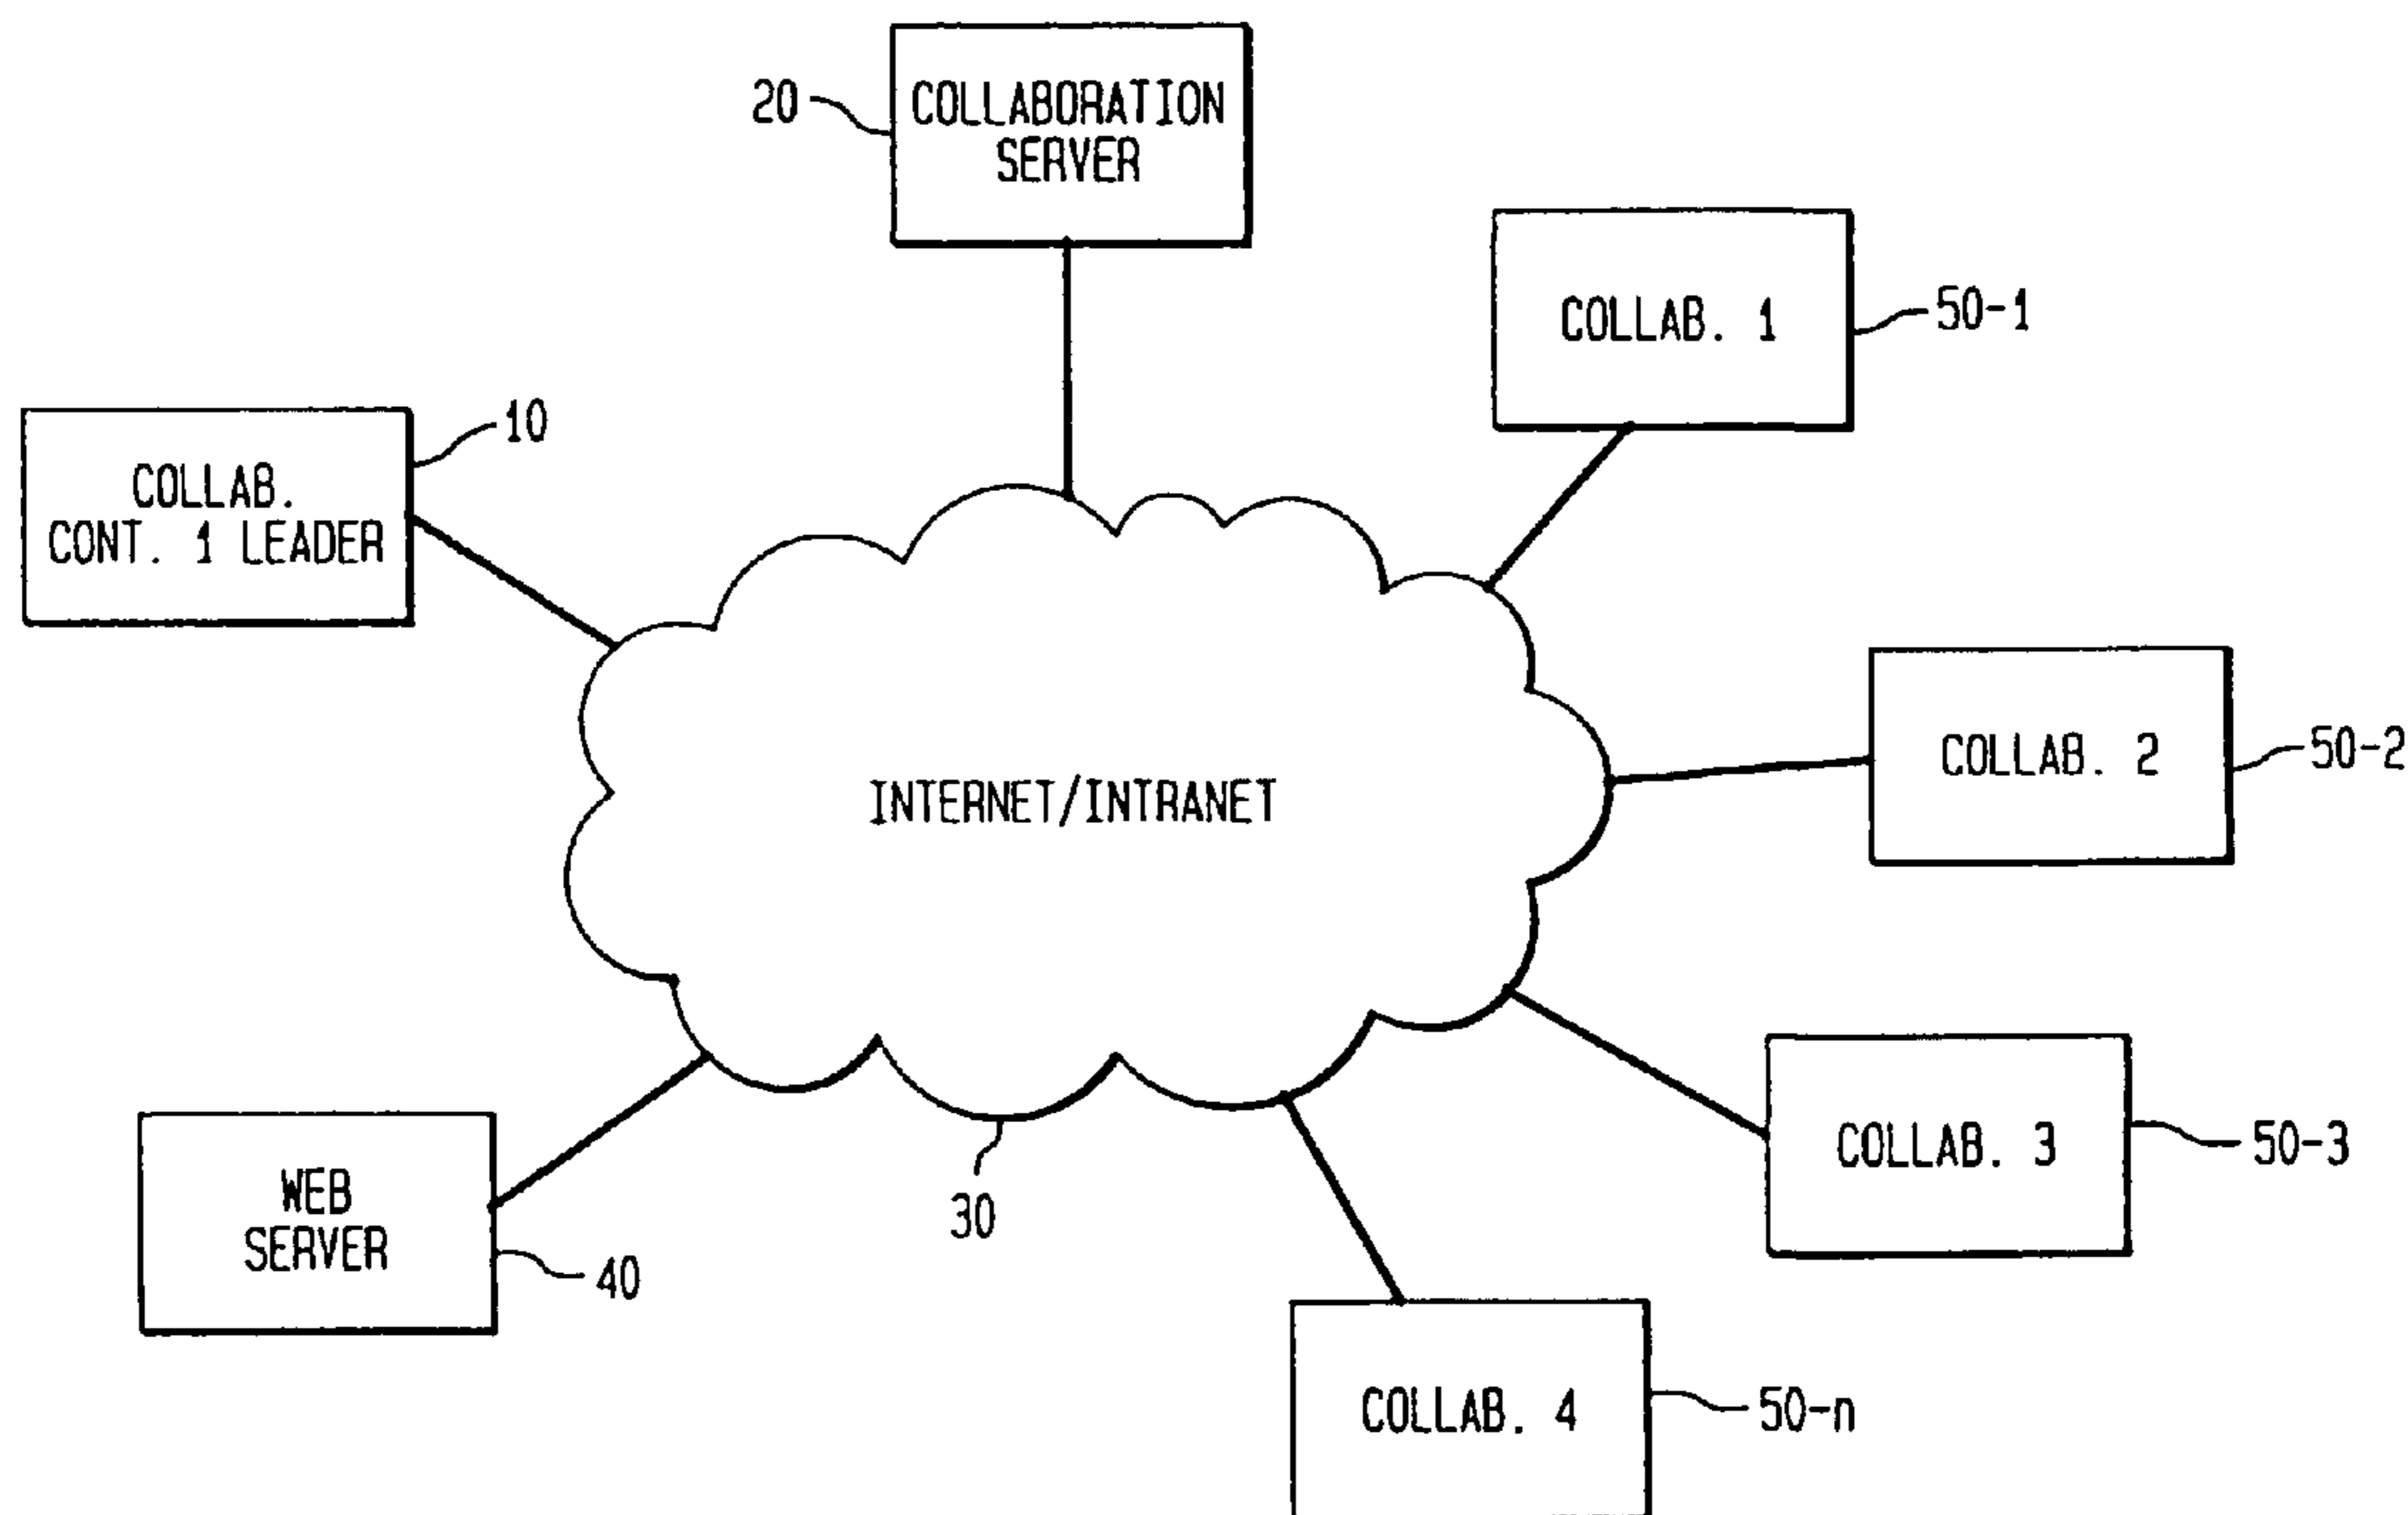 20
COLLABORATION
SERVER
COLLAB. 1
50-1
10
COLLAB.
CONT. 1 LEADER
INTERNET/INTRANET
COLLAB. 2
50-2
COLLAB. 3
50-3
WEB
SERVER
40
30
COLLAB. 4
50-n